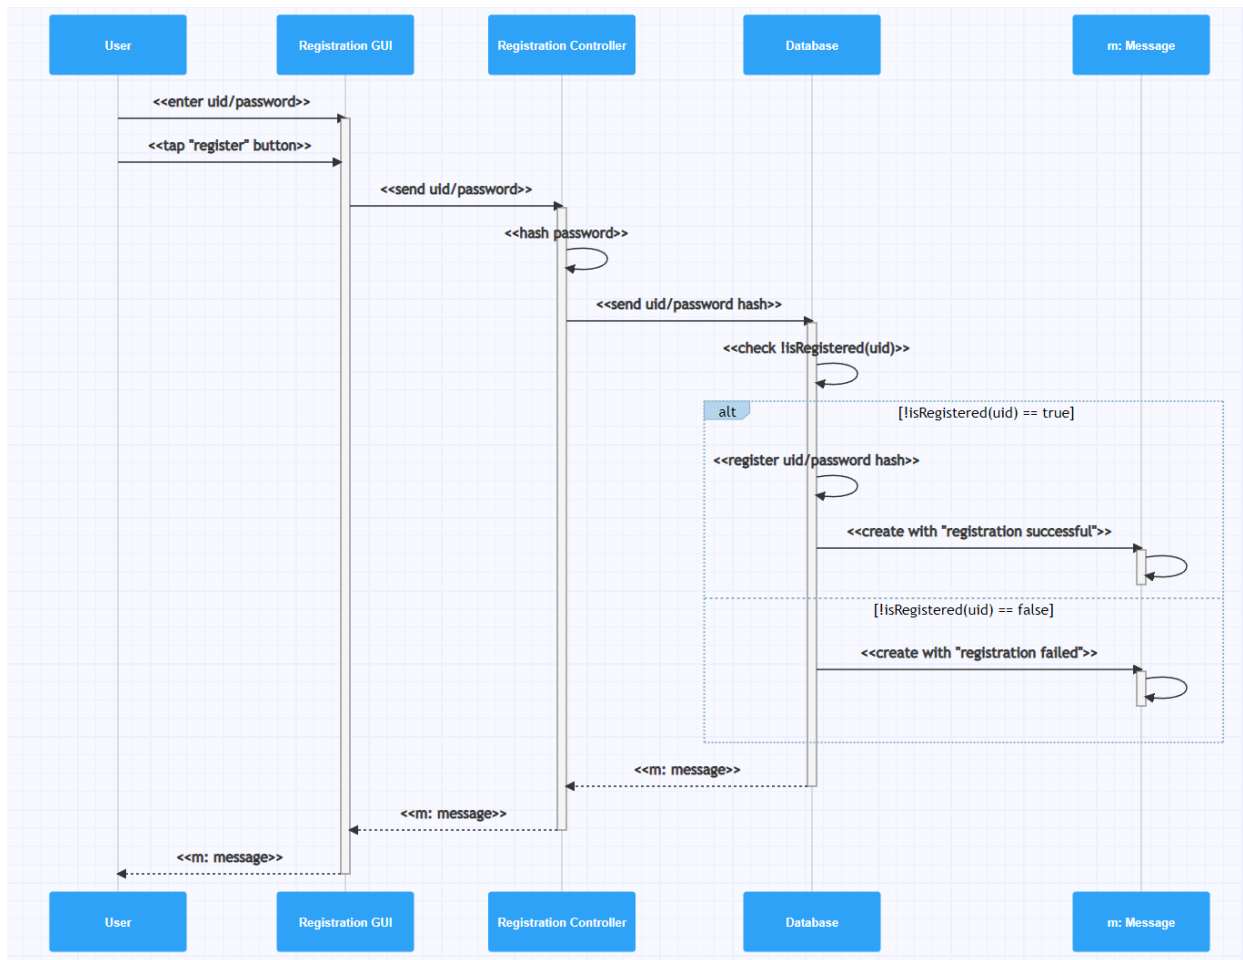 User
Registration GUI
Registration Controller
Database
m: Message
<<enter uid/password>>
<<tap "register" button>>
<<send uid/password>>
<<hash password>>
<<send uid/password hash>>
<<check !isRegistered(uid)>>
alt
[!isRegistered(uid) == true]
<<register uid/password hash>>
<<create with "registration successful">>
[!isRegistered(uid) == false]
<<create with "registration failed">>
<<m: message>>
<<m: message>>
<<m: message>>
User
Registration GUI
Registration Controller
Database
m: Message